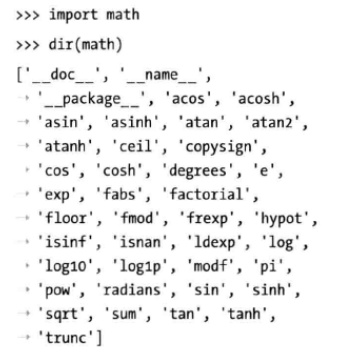 >>> import math
>>> dir(math)
['__doc__', '__name__',
→ '__package__', 'acos', 'acosh',
→ 'asin', 'asinh', 'atan', 'atan2',
→ 'atanh', 'ceil', 'copysign',
→ 'cos', 'cosh', 'degrees', 'e',
→ 'exp', 'fabs', 'factorial',
→ 'floor', 'fmod', 'frexp', 'hypot',
→ 'isinf', 'isnan', 'ldexp', 'log',
→ 'log10', 'log1p', 'modf', 'pi',
→ 'pow', 'radians', 'sin', 'sinh',
→ 'sqrt', 'sum', 'tan', 'tanh',
→ 'trunc']